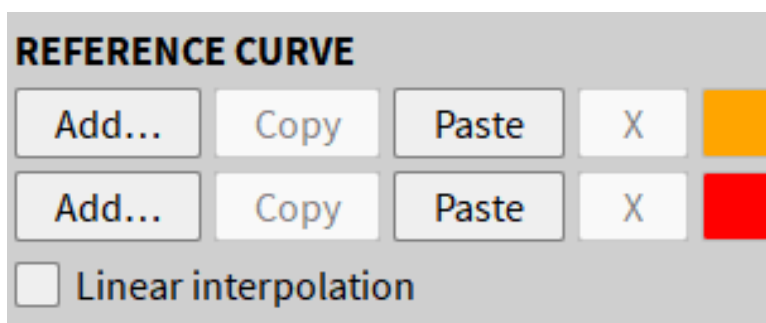 REFERENCE CURVE
Add... Copy Paste X
Add... Copy Paste X
Linear interpolation